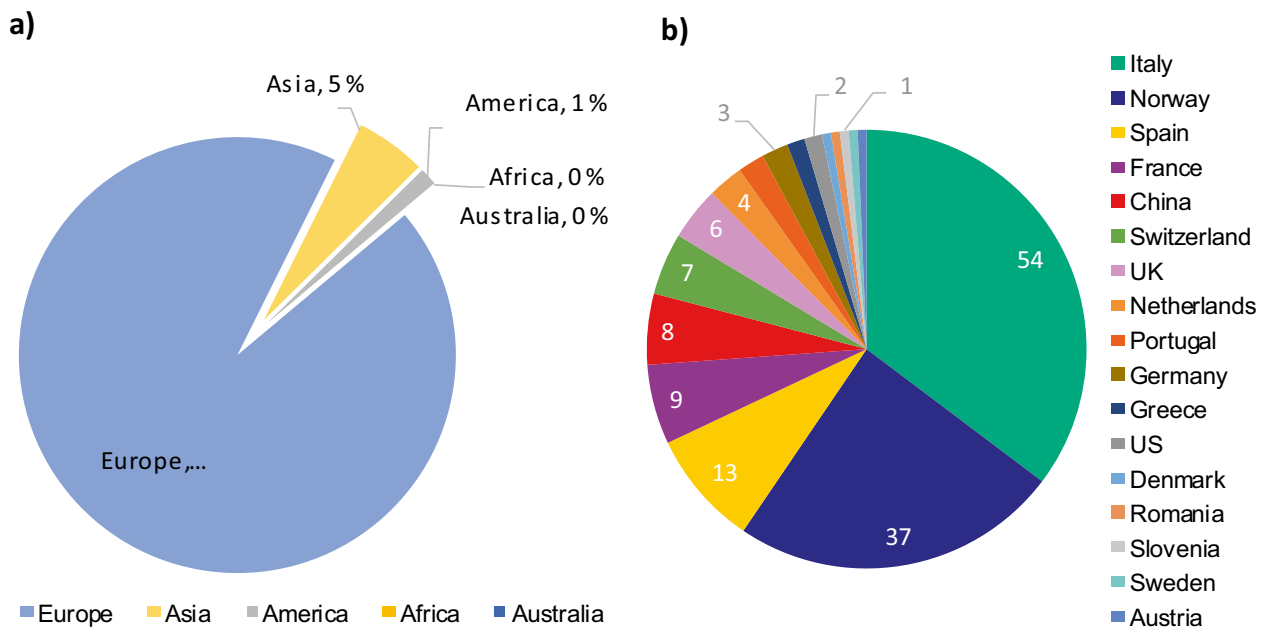 a)
Asia, 5%
America, 1%
Africa, 0%
Australia, 0%
Europe,...
Europe
Asia
America
Africa
Australia
b)
3
2
1
54
37
13
9
8
7
6
4
Italy
Norway
Spain
France
China
Switzerland
UK
Netherlands
Portugal
Germany
Greece
US
Denmark
Romania
Slovenia
Sweden
Austria